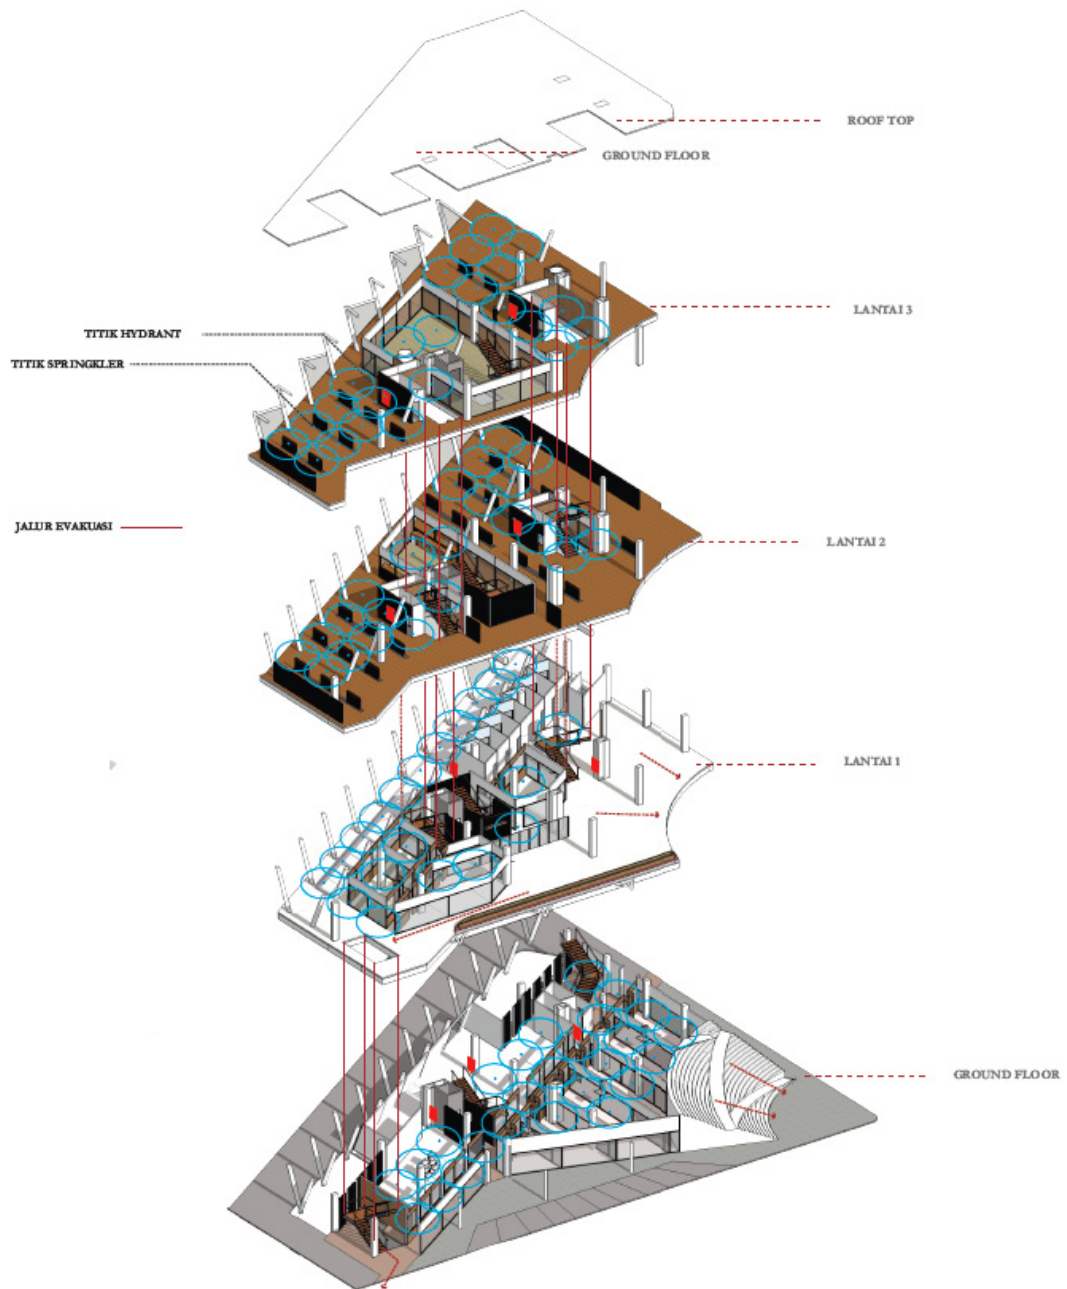 ROOF TOP
GROUND FLOOR
LANTAI 3
TITIK HYDRANT
TITIK SPRINGKLER
JALUR EVAKUASI
LANTAI 2
LANTAI 1
P
GROUND FLOOR